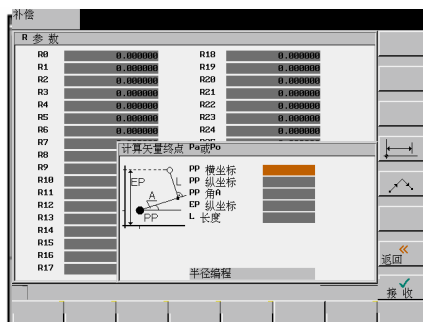 补偿
R 参 数
R0 0.000000 R18 0.000000
R1 0.000000 R19 0.000000
R2 0.000000 R20 0.000000
R3 0.000000 R21 0.000000
R4 0.000000 R22 0.000000
R5 0.000000 R23 0.000000
R6 0.000000 R24 0.000000
R7
R8
R9
R10
R11
R12
R13
R14
R15
R16
R17
计算矢量终点 Pa或Po
PP 横坐标
PP 纵坐标
PP 角A
EP 纵坐标
L 长度
EP
L
A
PP
半径编程
返回
接 收